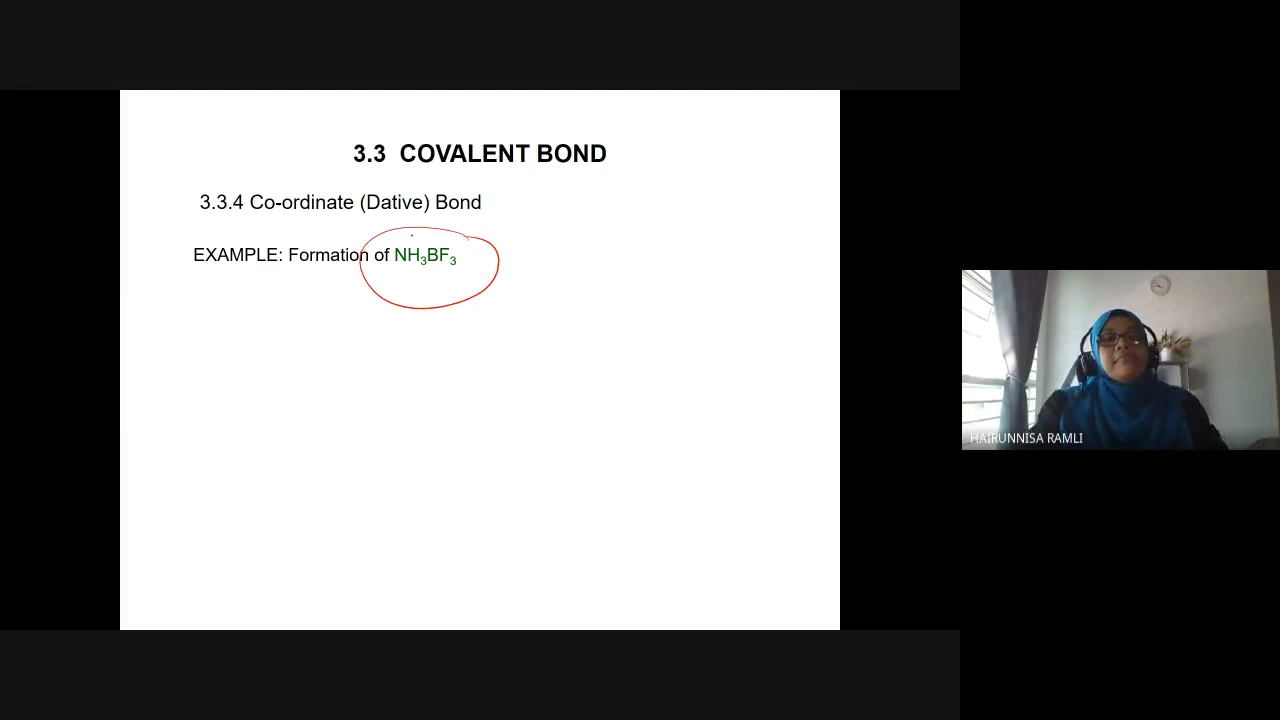 3.3 COVALENT BOND
3.3.4 Co-ordinate (Dative) Bond
EXAMPLE: Formation of NH₃BF₃
HAIRUNNISA RAMLI